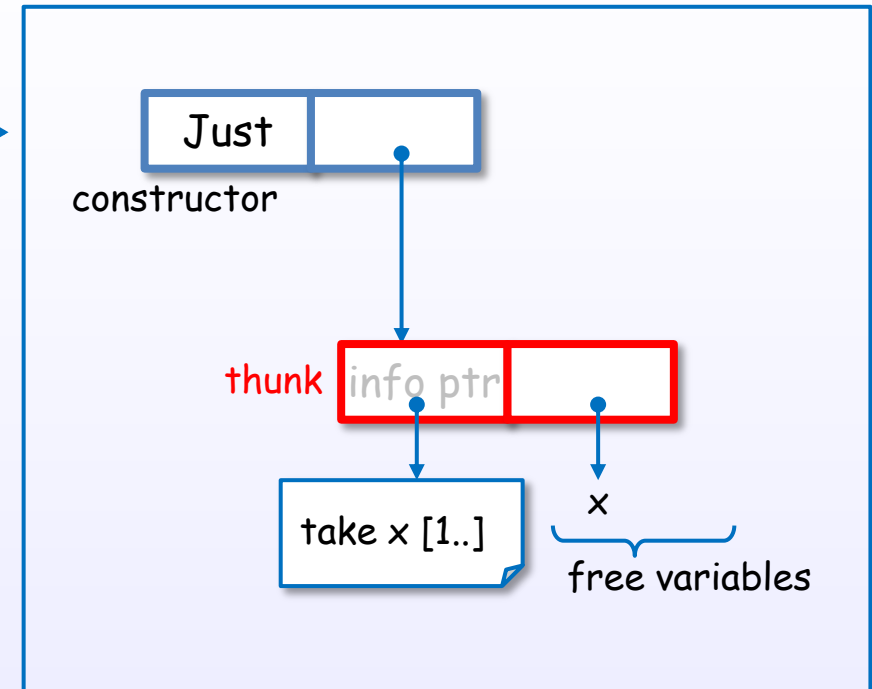 Just
constructor
thunk info ptr
take x [1..]
x
free variables